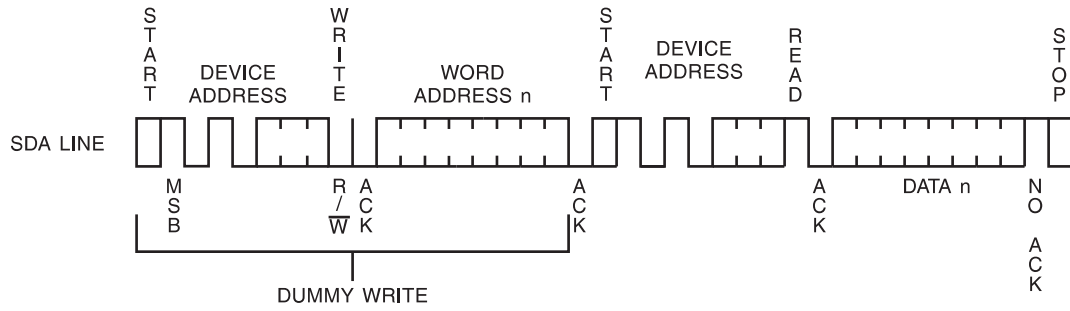 START
WRITE
START
READ
STOP
DEVICE
ADDRESS
WORD
ADDRESS n
DEVICE
ADDRESS
SDA LINE
MSB
R/W
ACK
ACK
ACK
DATA n
NO ACK
DUMMY WRITE